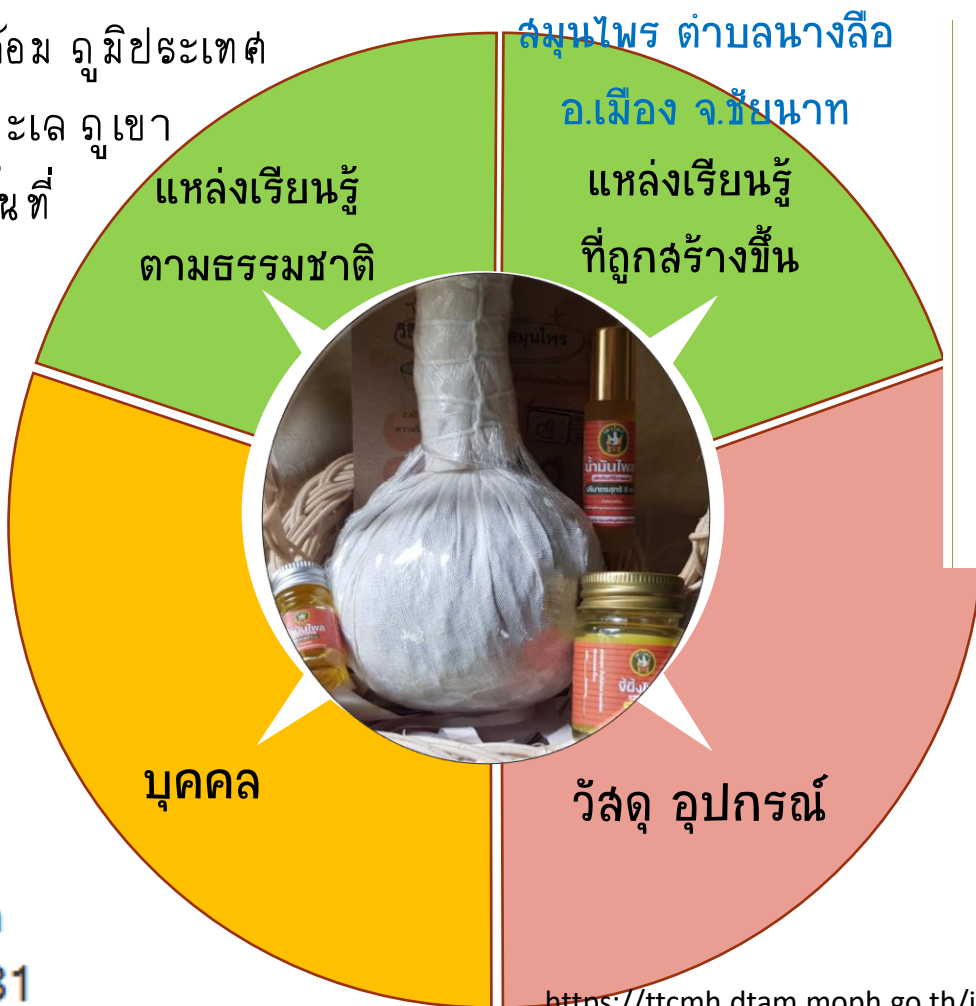 ภูมิประเทศ
ภูเขา
สมุนไพร ตำบลนางลือ
อ.เมือง จ.ชัยนาท
แหล่งเรียนรู้
ตามธรรมชาติ
แหล่งเรียนรู้
ที่ถูกสร้างขึ้น
สมุนไพร
น้ำมันไพล
บุคคล
วัสดุ อุปกรณ์
31
https://ttcmh.dtam.moph.go.th/i